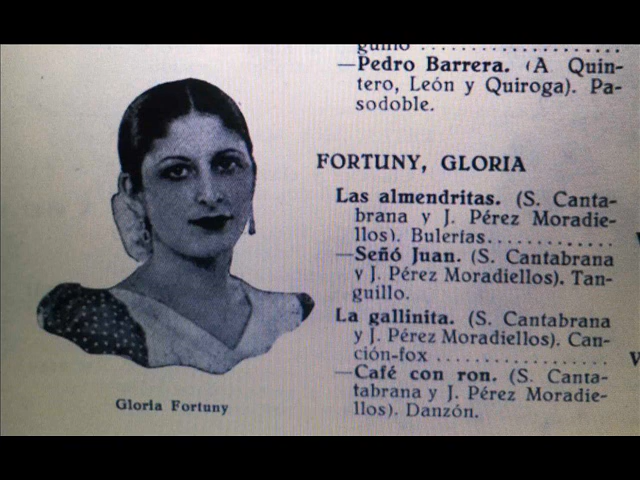 guillo
—Pedro Barrera. (A Quin-
tero, León y Quiroga). Pa-
sodoble.
FORTUNY, GLORIA
Las almendritas. (S. Canta-
brana y J. Pérez Moradie-
llos). Bulerías
—Señó Juan. (S. Cantabrana
y J. Pérez Moradiellos). Tan-
guillo.
La gallinita. (S. Cantabrana
y J. Pérez Moradiellos). Can-
ción-fox
—Café con ron. (S. Canta-
tabrana y J. Pérez Moradie-
llos). Danzón.
Gloria Fortuny